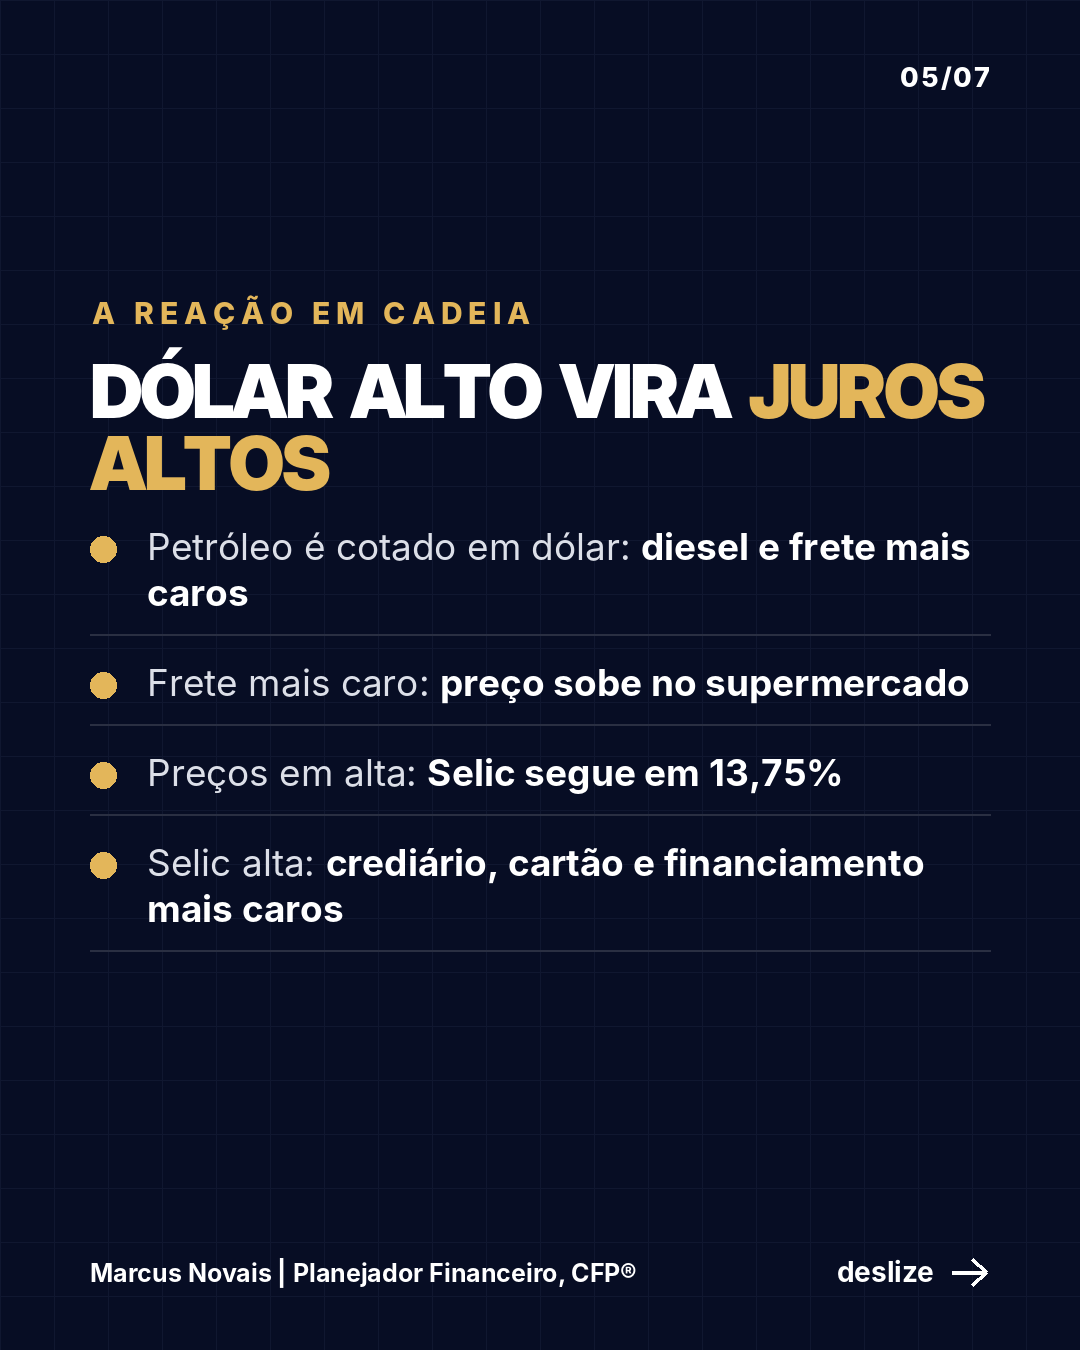 05/07
A REAÇÃO EM CADEIA
DÓLAR ALTO VIRA JUROS
ALTOS
Petróleo é cotado em dólar: diesel e frete mais
caros
Frete mais caro: preço sobe no supermercado
Preços em alta: Selic segue em 13,75%
Selic alta: crediário, cartão e financiamento
mais caros
Marcus Novais | Planejador Financeiro, CFP®
deslize →